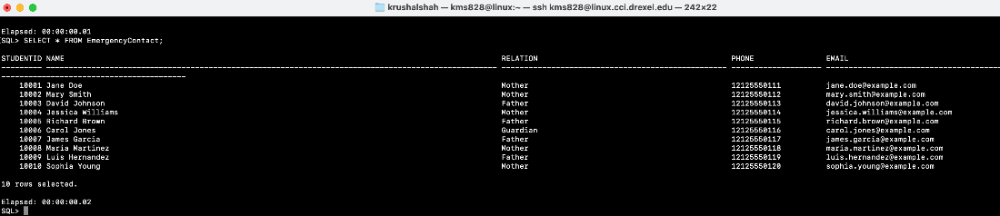 krushalshah — kms828@linux:~ — ssh kms828@linux.cci.drexel.edu — 242×22
Elapsed: 00:00:00.01
SQL> SELECT * FROM EmergencyContact;
STUDENTID NAME RELATION PHONE EMAIL
10001 Jane Doe Mother 12125550111 jane.doe@example.com
10002 Mary Smith Mother 12125550112 mary.smith@example.com
10003 David Johnson Father 12125550113 david.johnson@example.com
10004 Jessica Williams Mother 12125550114 jessica.williams@example.com
10005 Richard Brown Father 12125550115 richard.brown@example.com
10006 Carol Jones Guardian 12125550116 carol.jones@example.com
10007 James Garcia Father 12125550117 james.garcia@example.com
10008 Maria Martinez Mother 12125550118 maria.martinez@example.com
10009 Luis Hernandez Father 12125550119 luis.hernandez@example.com
10010 Sophia Young Mother 12125550120 sophia.young@example.com
10 rows selected.
Elapsed: 00:00:00.02
SQL>